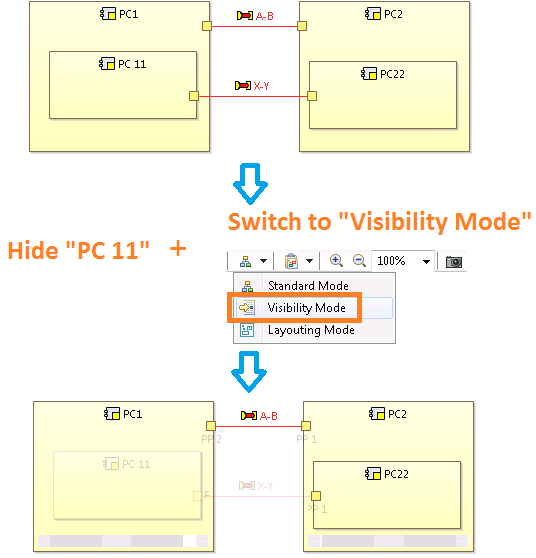 PC1
PC2
A-B
PC 11
PC22
X-Y
Switch to "Visibility Mode"
Hide "PC 11" +
100%
Standard Mode
Visibility Mode
Layouting Mode
PC1
PC2
A-B
PP 2
PP 1
PC 11
PC22
X-Y
PP 1